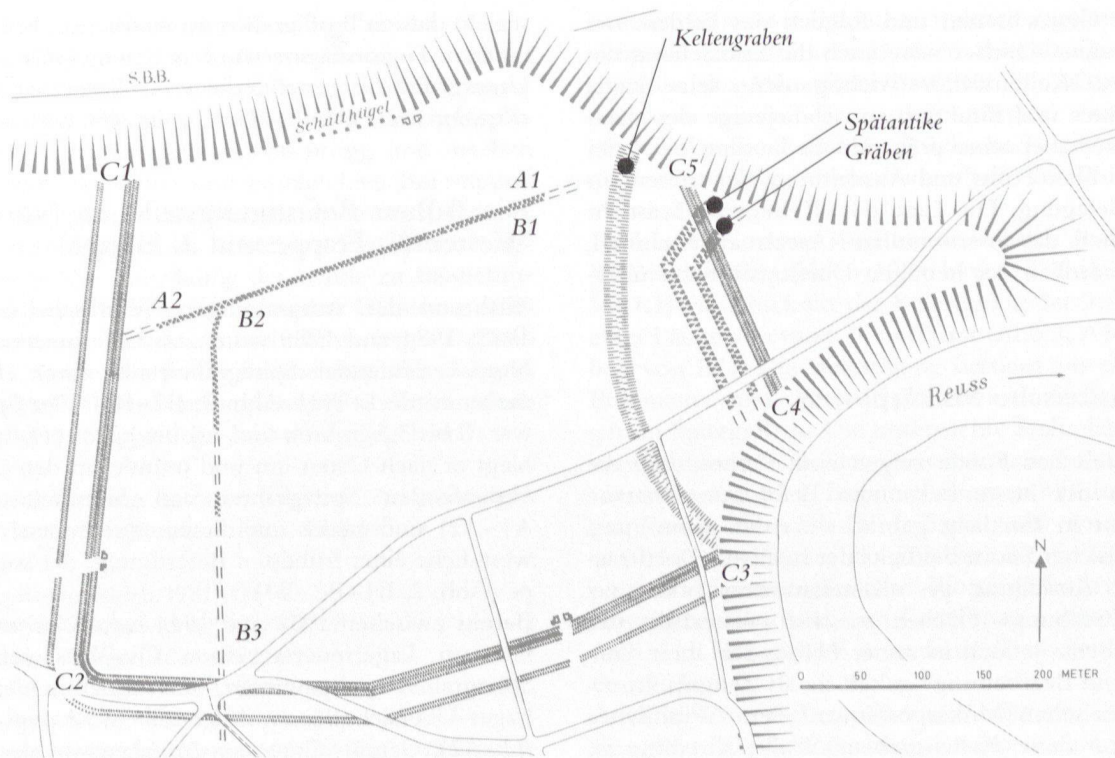 Keltengraben
S.B.B.
Schutthügel
Spätantike
Gräben
C1
C5
A1
B1
A2
B2
C4
Reuss
C3
B3
C2
N
0 50 100 150 200 METER